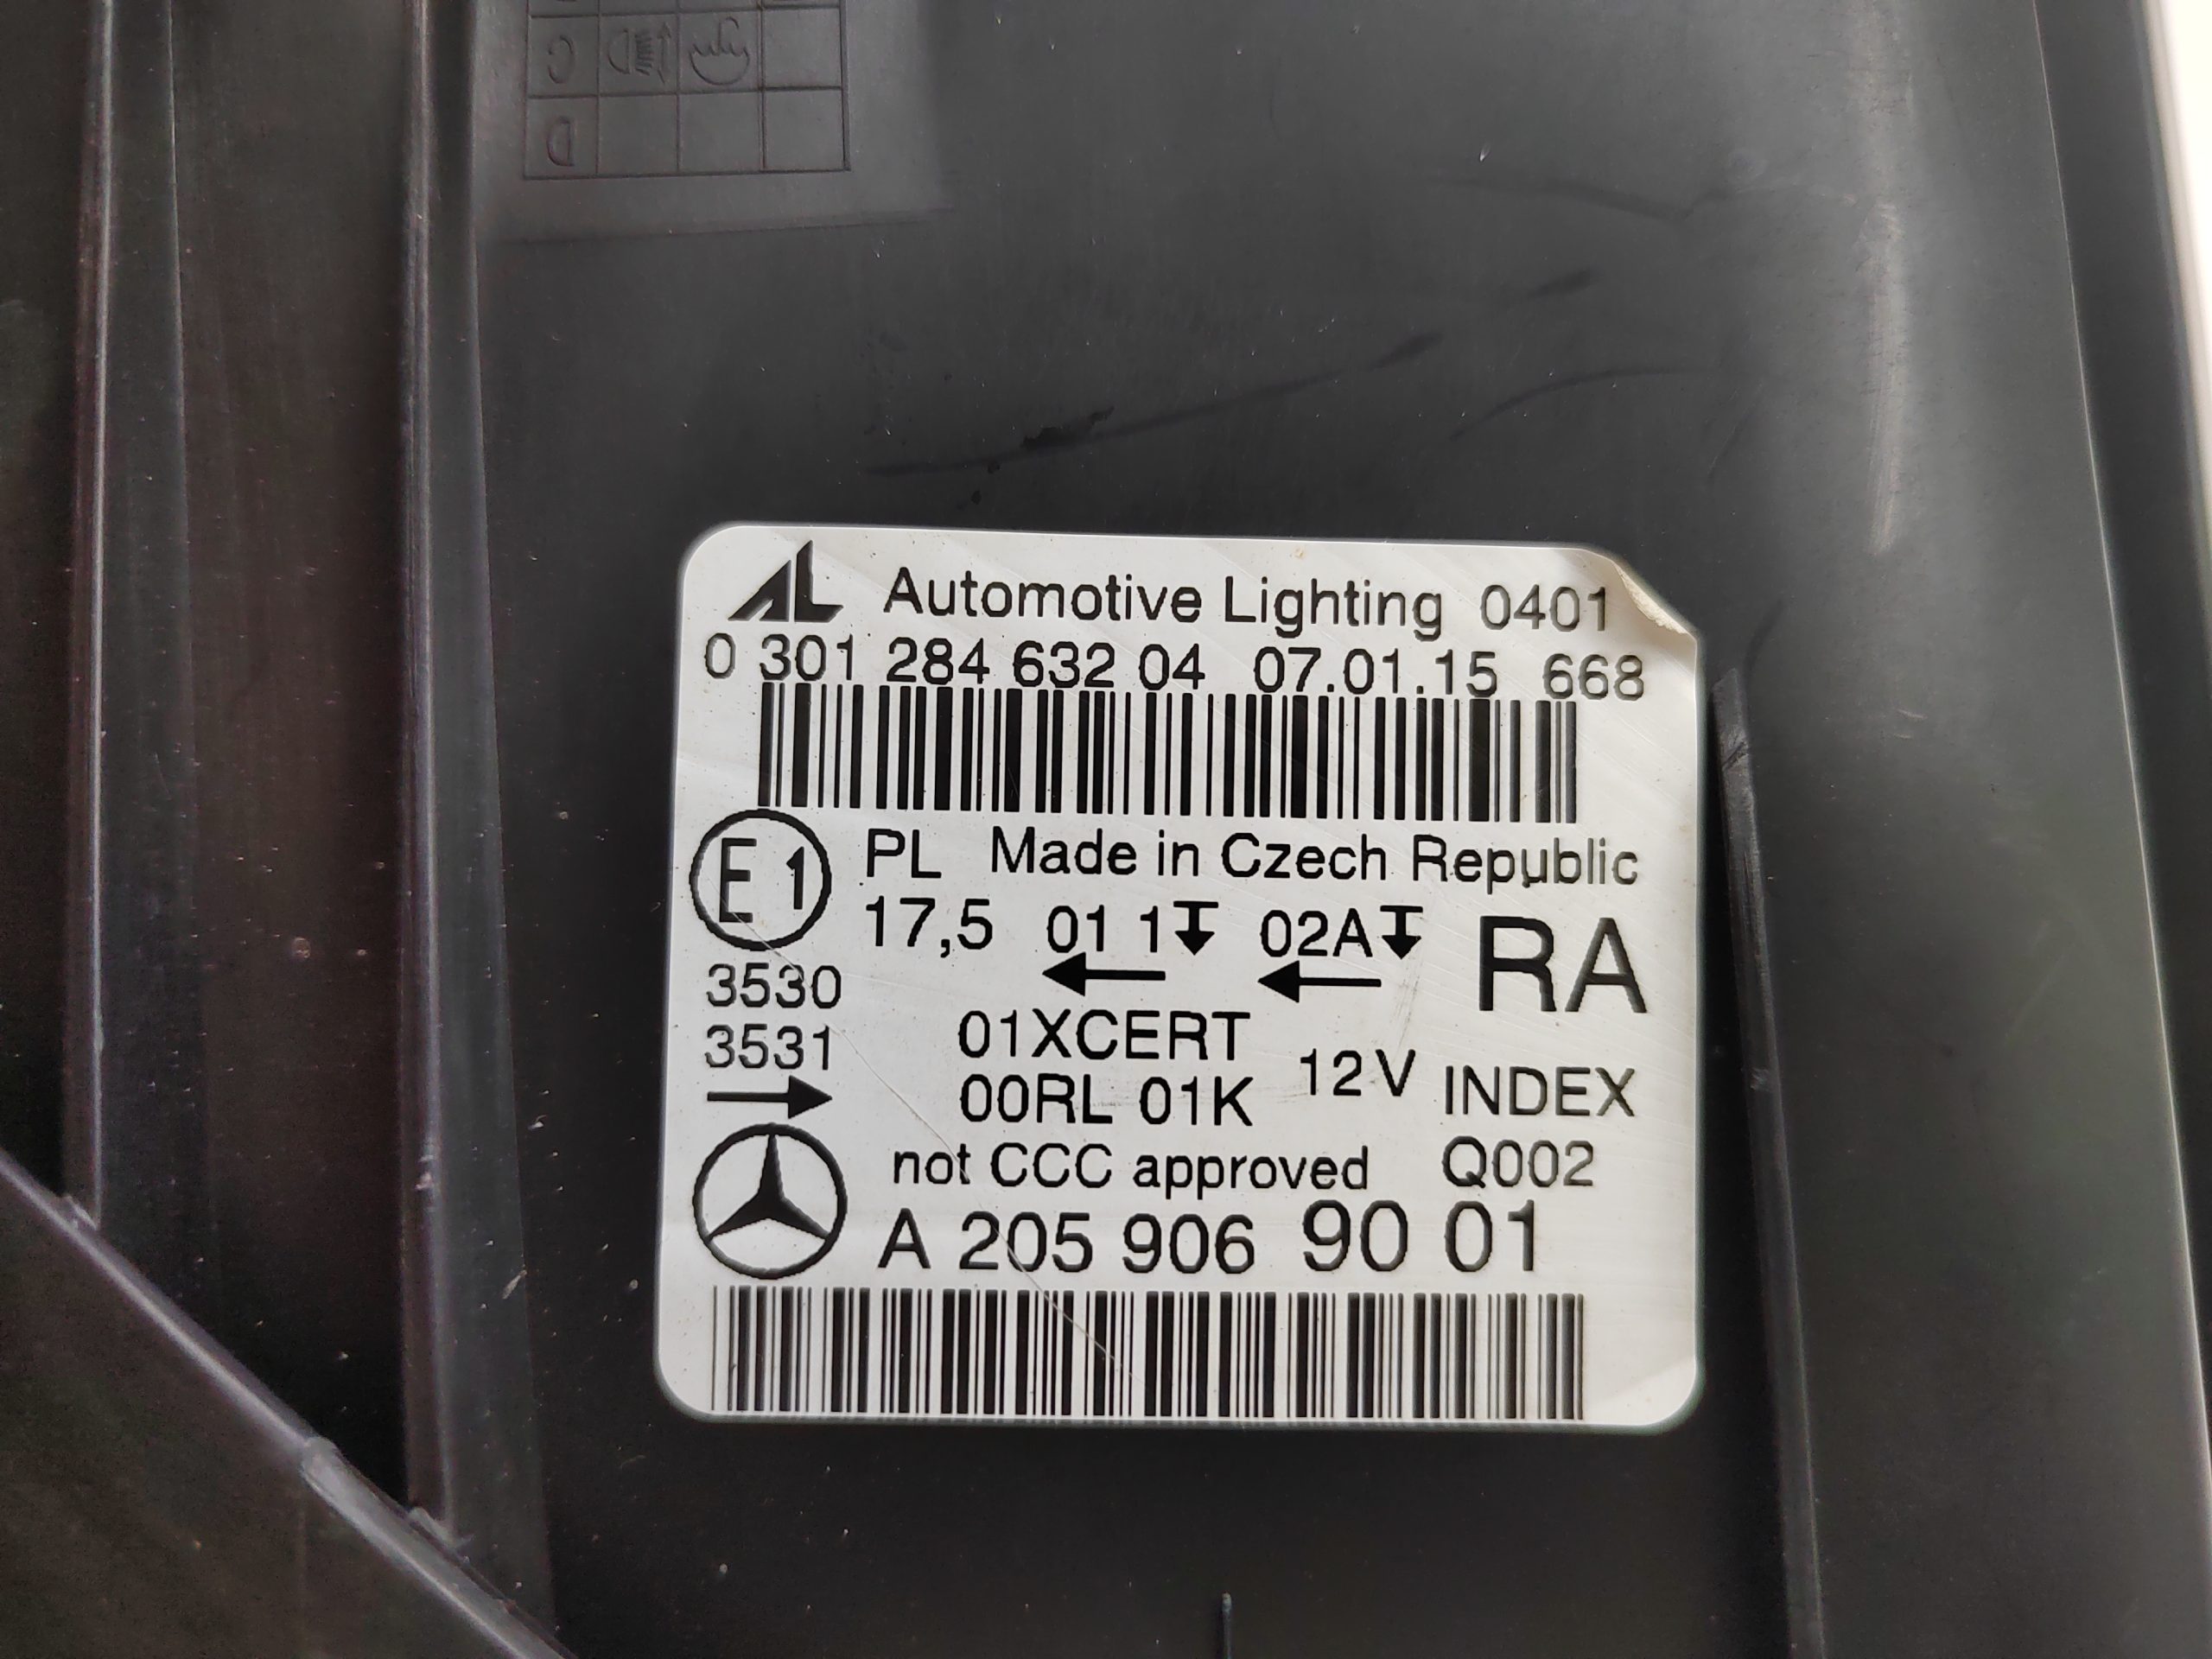 C
D
AL Automotive Lighting 0401
0 301 284 632 04 07.01.15 668
E1 PL Made in Czech Republic
17,5 01 1 02A RA
3530
3531
01XCERT
00RL 01K 12V INDEX
not CCC approved Q002
A 205 906 90 01